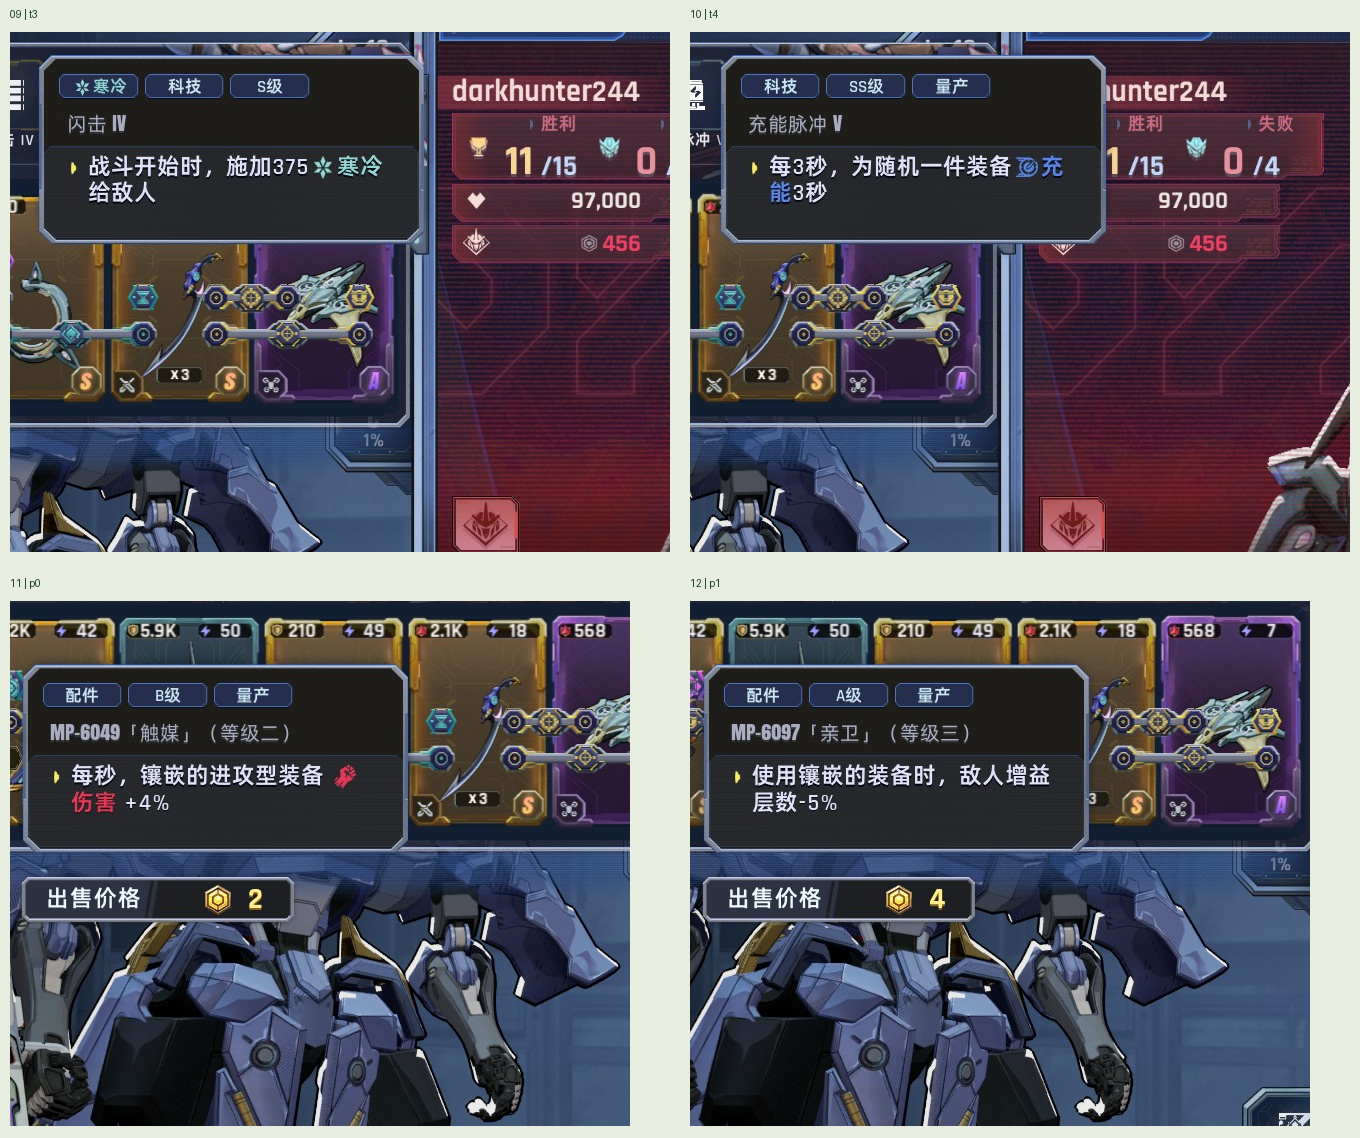 09 | t3
寒冷 科技 S级
闪击 IV
战斗开始时，施加375 寒冷
给敌人
击 IV
darkhunter244
胜利
11 /15 0 /
97,000
456
x3
S S A
1%
10 | t4
科技 SS级 量产
充能脉冲 V
每3秒，为随机一件装备 充
能3秒
脉冲 V
hunter244
胜利 失败
1/15 0 /4
97,000
456
x3
S A
1%
11 | p0
2K 42 5.9K 50 210 49 2.1K 18 568
配件 B级 量产
MP-6049「触媒」（等级二）
每秒，镶嵌的进攻型装备
伤害 +4%
x3
S
出售价格 2
12 | p1
42 5.9K 50 210 49 2.1K 18 568 7
配件 A级 量产
MP-6097「亲卫」（等级三）
使用镶嵌的装备时，敌人增益
层数-5%
3
S A
1%
出售价格 4